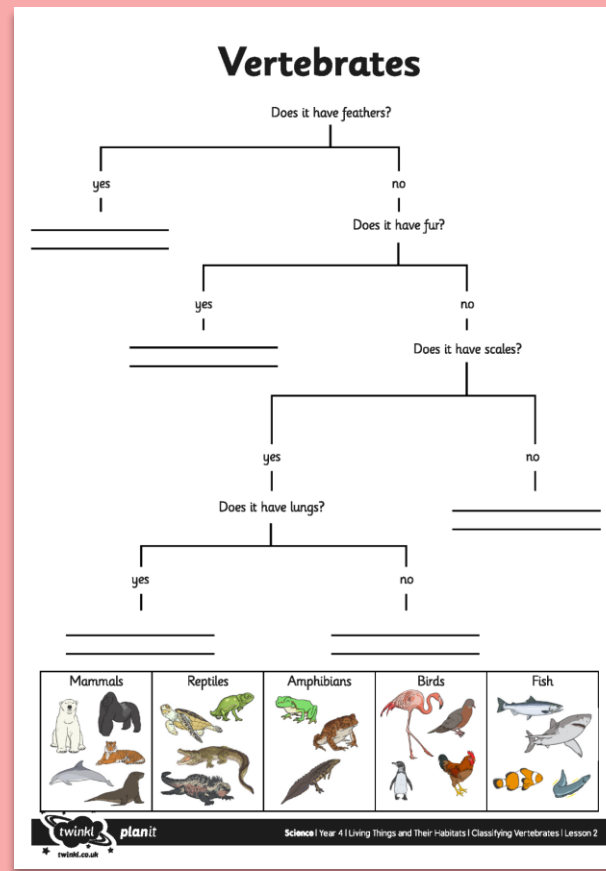 Vertebrates
Does it have feathers?
yes no
Does it have fur?
yes no
Does it have scales?
yes no
Does it have lungs?
yes no
Mammals Reptiles Amphibians Birds Fish
twinkl planit Science | Year 4 | Living Things and Their Habitats | Classifying Vertebrates | Lesson 2
twinkl.co.uk